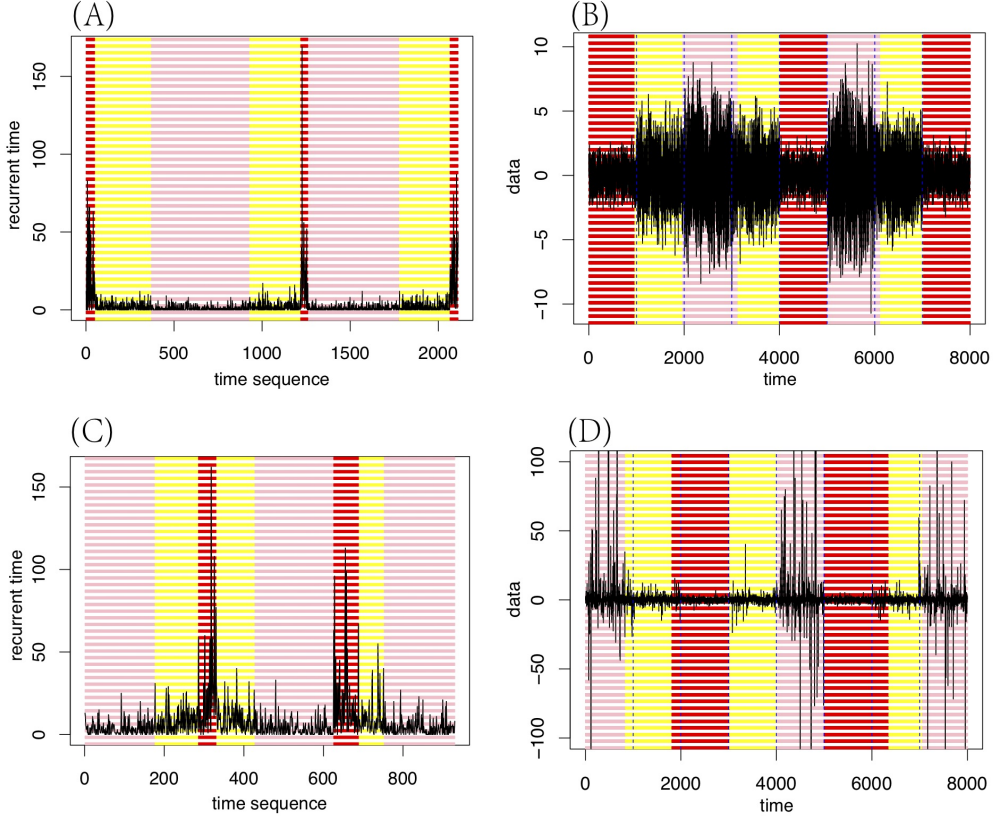 (A)
recurrent time
150
100
50
0
0 500 1000 1500 2000
time sequence
(B)
data
10
5
0
−5
−10
0 2000 4000 6000 8000
time
(C)
recurrrent time
150
100
50
0
0 200 400 600 800
time sequence
(D)
data
100
50
0
−50
−100
0 2000 4000 6000 8000
time